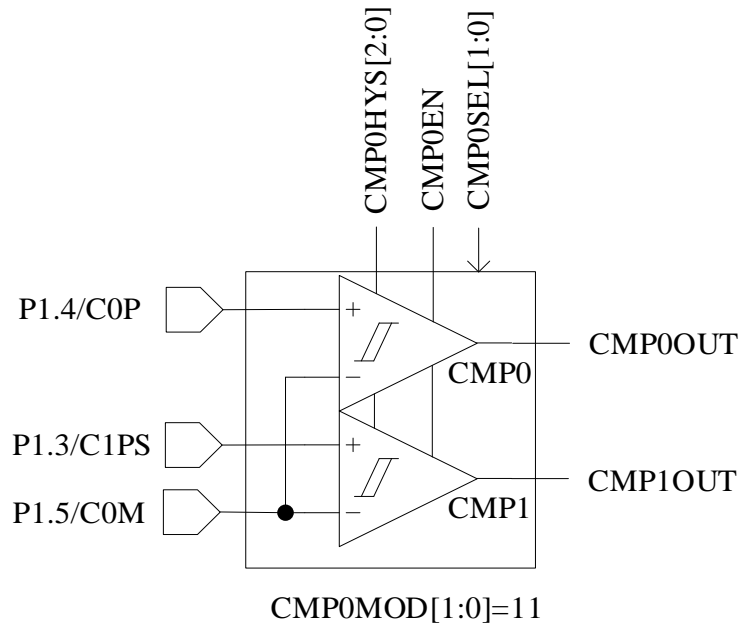 CMP0HYS[2:0]
CMP0EN
CMP0SEL[1:0]
P1.4/C0P
+
−
CMP0
CMP0OUT
P1.3/C1PS
+
P1.5/C0M
−
CMP1
CMP1OUT
CMP0MOD[1:0]=11